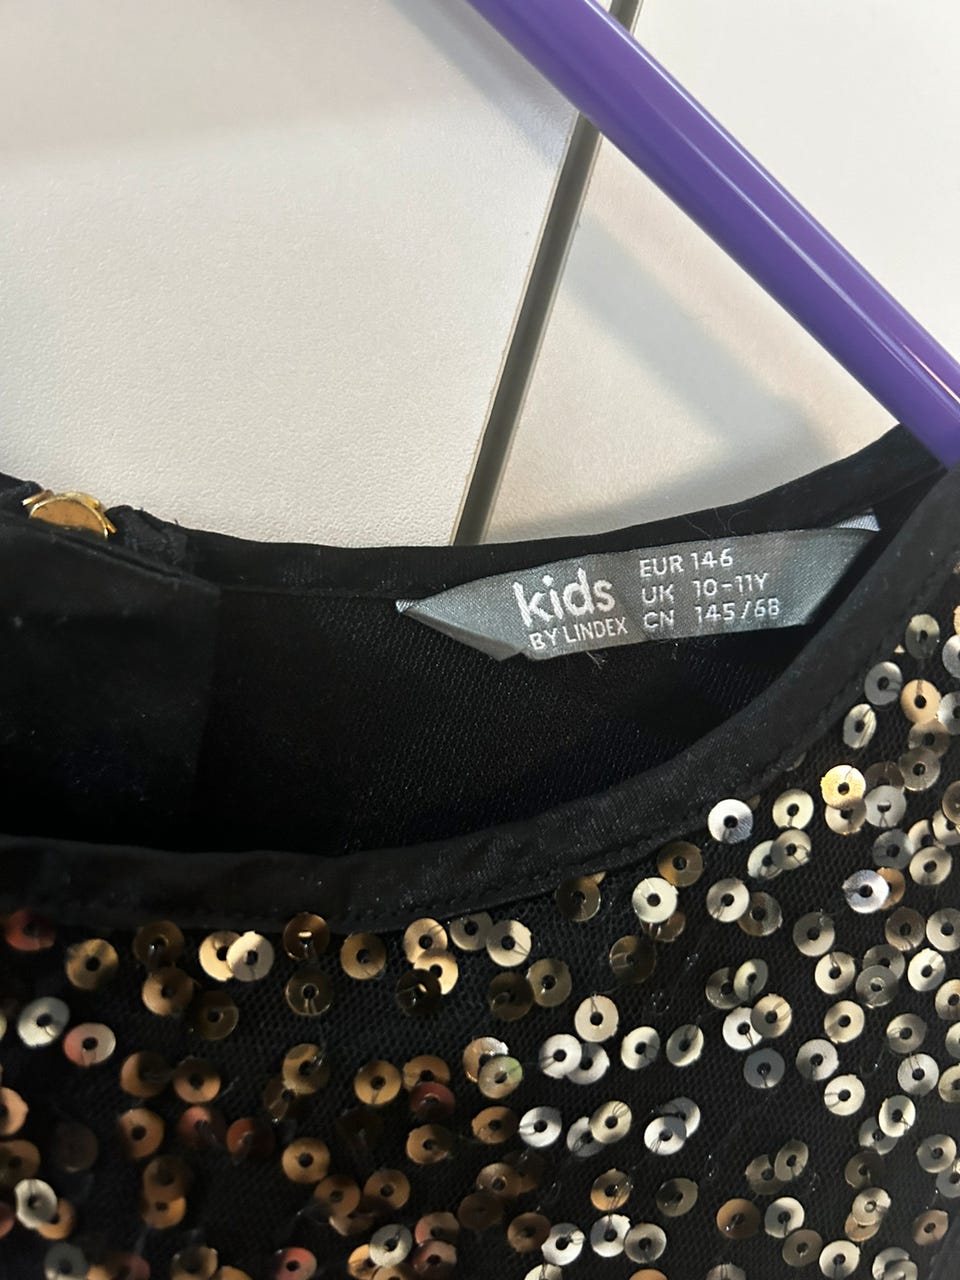 kids
BY LINDEX
EUR 146
UK 10-11Y
CN 145/68